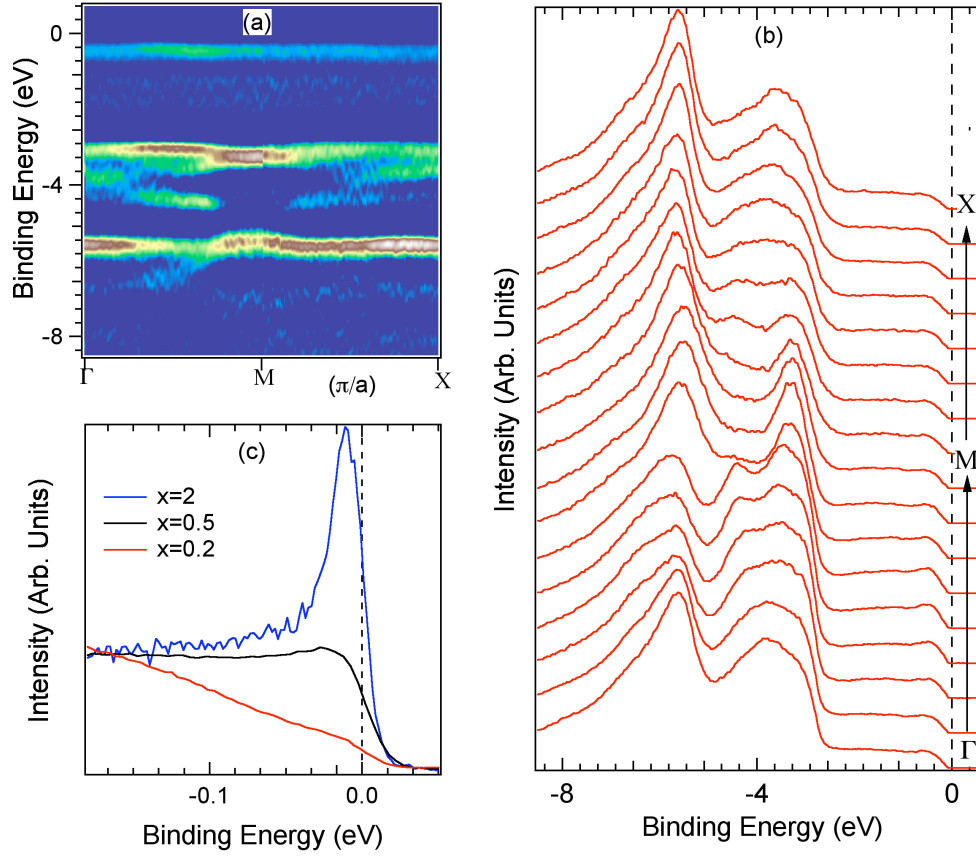 (a)
0
-4
-8
Binding Energy (eV)
Γ
M
(π/a)
X
(b)
X
M
Γ
Intensity (Arb. Units)
-8
-4
0
Binding Energy (eV)
(c)
x=2
x=0.5
x=0.2
Intensity (Arb. Units)
-0.1
0.0
Binding Energy (eV)